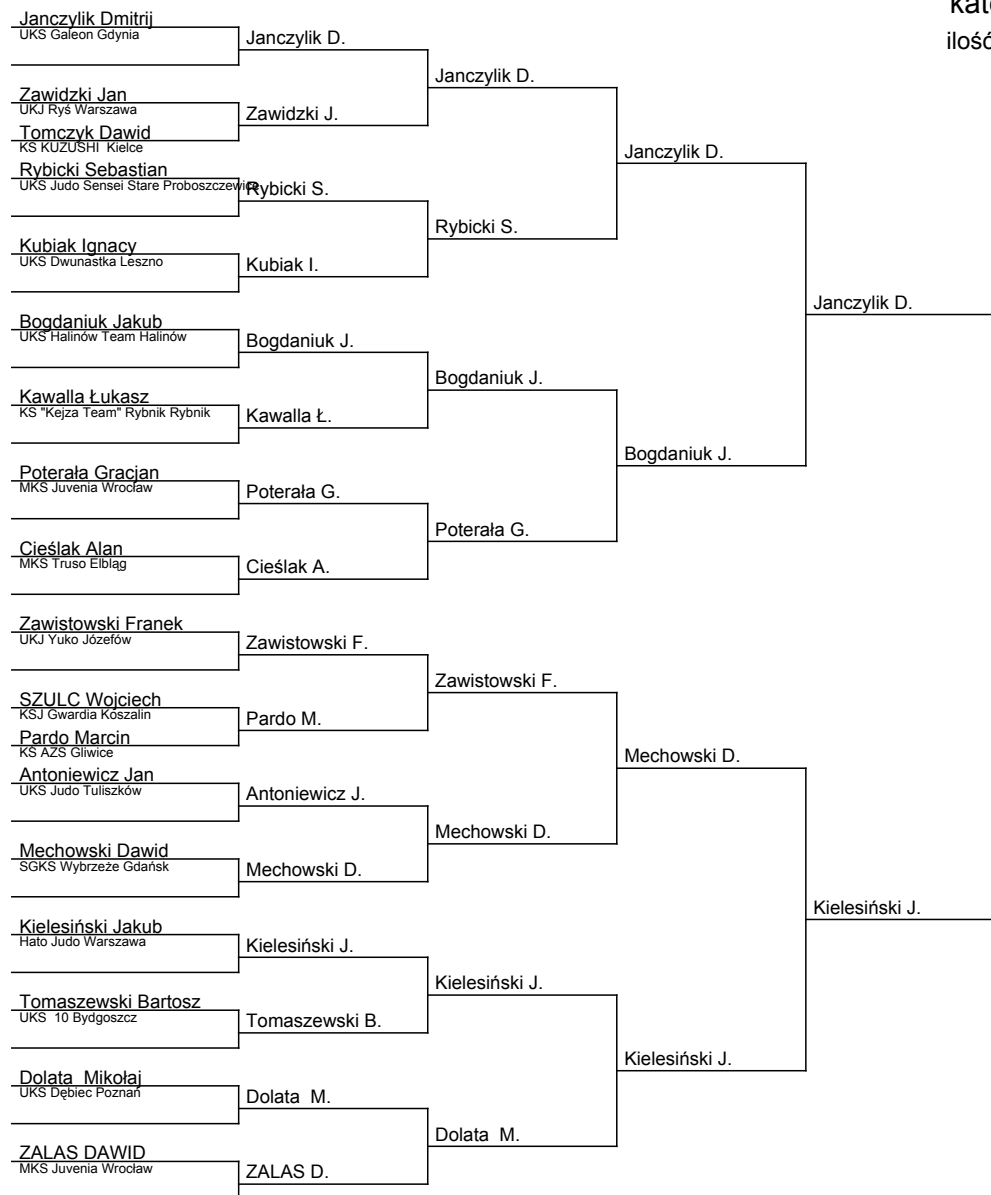 kate
ilość
Janczylik Dmitrij
UKS Galeon Gdynia
Zawidzki Jan
UKJ Ryś Warszawa
Tomczyk Dawid
KS KUZUSHI Kielce
Rybicki Sebastian
UKS Judo Sensei Stare Proboszczewice
Kubiak Ignacy
UKS Dwunastka Leszno
Bogdaniuk Jakub
UKS Halinów Team Halinów
Kawalla Łukasz
KS "Kejza Team" Rybnik Rybnik
Poterała Gracjan
MKS Juvenia Wrocław
Cieślak Alan
MKS Truso Elbląg
Zawistowski Franek
UKJ Yuko Józefów
SZULC Wojciech
KSJ Gwardia Koszalin
Pardo Marcin
KS AZS Gliwice
Antoniewicz Jan
UKS Judo Tuliszków
Mechowski Dawid
SGKS Wybrzeże Gdańsk
Kielesiński Jakub
Hato Judo Warszawa
Tomaszewski Bartosz
UKS 10 Bydgoszcz
Dolata Mikołaj
UKS Dębiec Poznań
ZALAS DAWID
MKS Juvenia Wrocław
Janczylik D.
Zawidzki J.
Rybicki S.
Kubiak I.
Bogdaniuk J.
Kawalla Ł.
Poterała G.
Cieślak A.
Zawistowski F.
Pardo M.
Antoniewicz J.
Mechowski D.
Kielesiński J.
Tomaszewski B.
Dolata M.
ZALAS D.
Janczylik D.
Rybicki S.
Bogdaniuk J.
Poterała G.
Zawistowski F.
Mechowski D.
Kielesiński J.
Dolata M.
Janczylik D.
Bogdaniuk J.
Mechowski D.
Kielesiński J.
Janczylik D.
Kielesiński J.